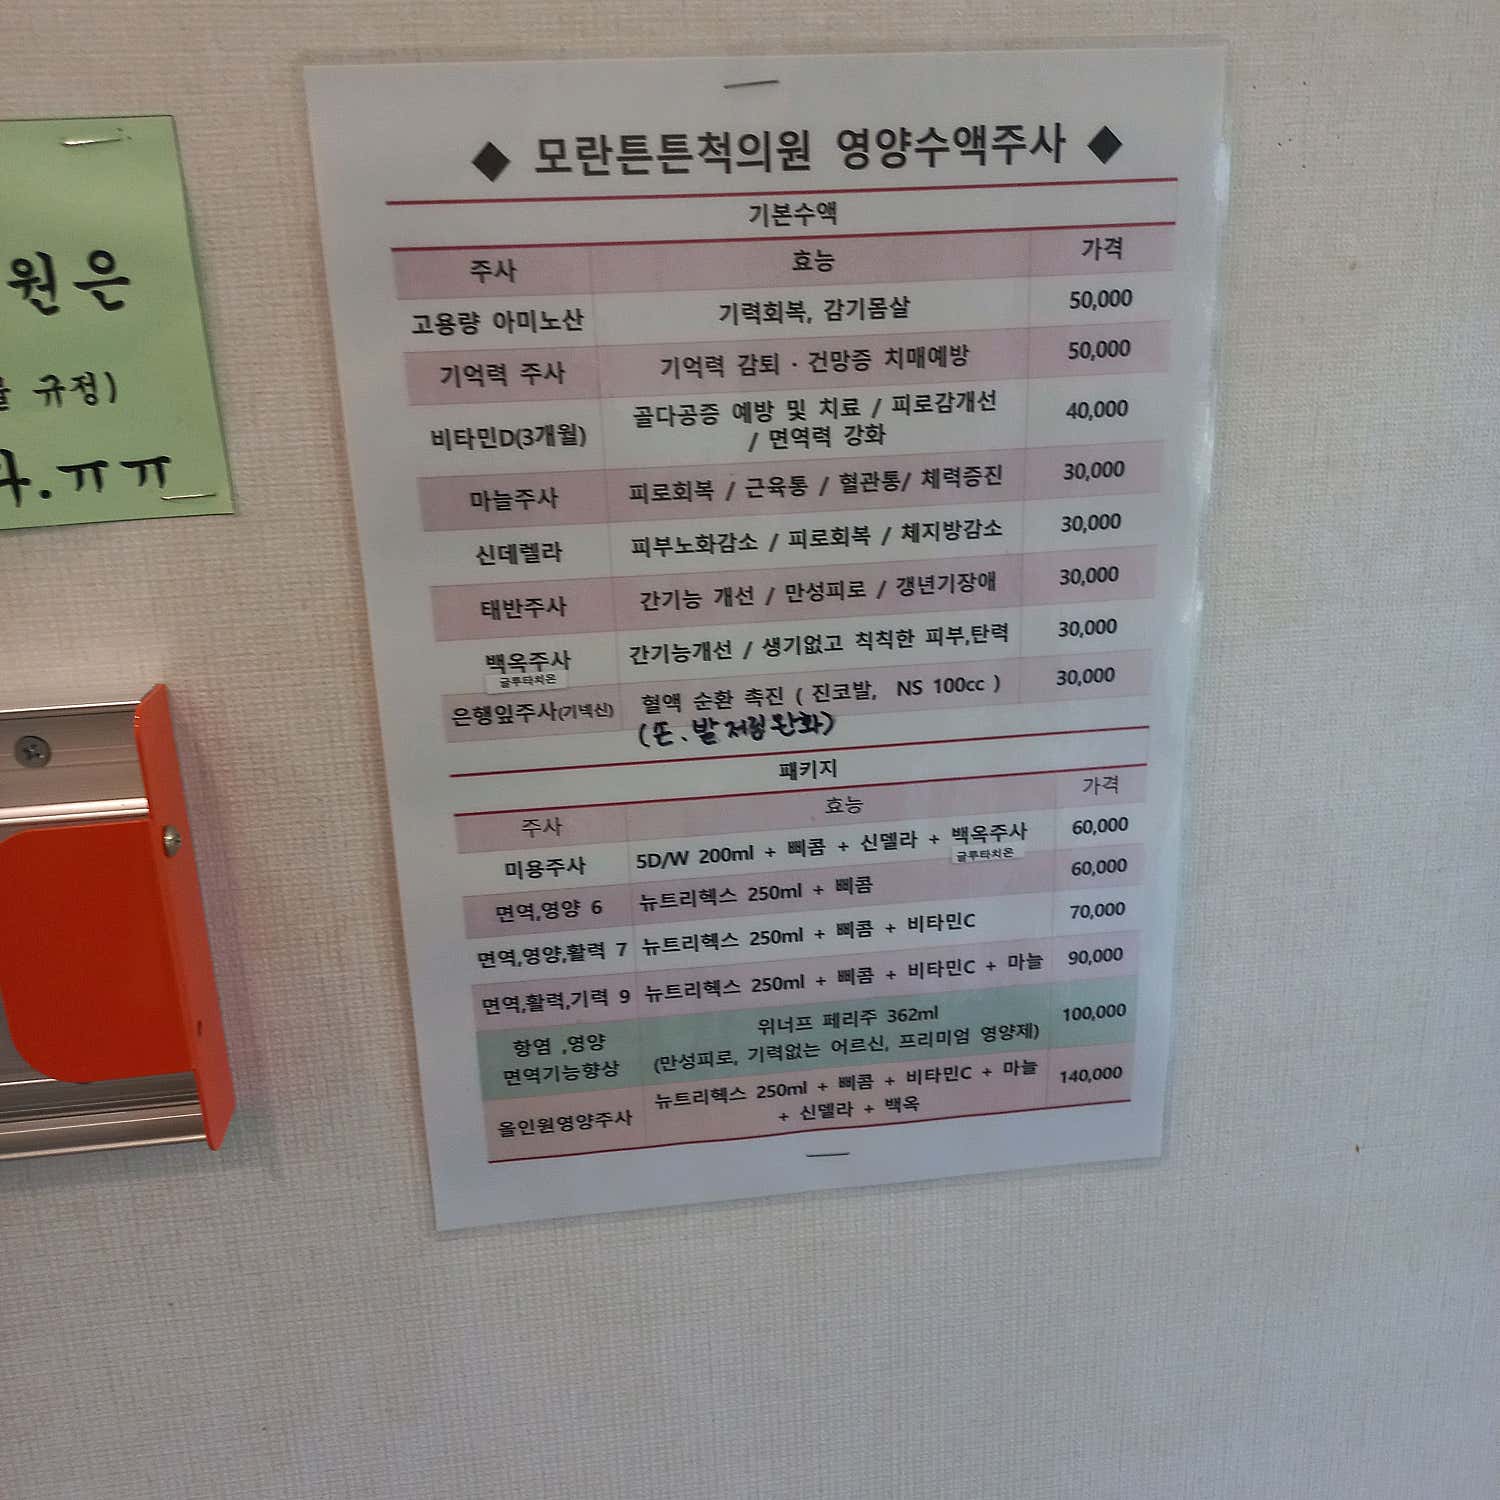 원은
규정)
다.ㅠㅠ
◆ 모란튼튼척의원 영양수액주사 ◆
기본수액
주사 효능 가격
고용량 아미노산 기력회복, 감기몸살 50,000
기억력 주사 기억력 감퇴 · 건망증 치매예방 50,000
비타민D(3개월) 골다공증 예방 및 치료 / 피로감개선 40,000
/ 면역력 강화
마늘주사 피로회복 / 근육통 / 혈관통/ 체력증진 30,000
신데렐라 피부노화감소 / 피로회복 / 체지방감소 30,000
태반주사 간기능 개선 / 만성피로 / 갱년기장애 30,000
백옥주사 간기능개선 / 생기없고 칙칙한 피부,탄력 30,000
글루타치온
은행잎주사(기넥신) 혈액 순환 촉진 ( 진코발, NS 100cc ) 30,000
(손.발 저림 완화)
패키지
주사 효능 가격
미용주사 5D/W 200ml + 삐콤 + 신델라 + 백옥주사 60,000
글루타치온
면역,영양 6 뉴트리헥스 250ml + 삐콤 60,000
면역,영양,활력 7 뉴트리헥스 250ml + 삐콤 + 비타민C 70,000
면역,활력,기력 9 뉴트리헥스 250ml + 삐콤 + 비타민C + 마늘 90,000
항염 ,영양 위너프 페리주 362ml 100,000
면역기능향상 (만성피로, 기력없는 어르신, 프리미엄 영양제)
올인원영양주사 뉴트리헥스 250ml + 삐콤 + 비타민C + 마늘 140,000
+ 신델라 + 백옥